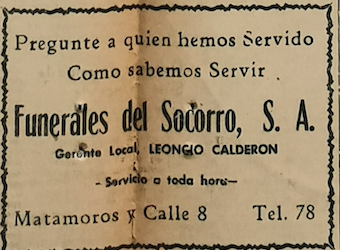 Pregunte a quien hemos Servido
Como sabemos Servir
Funerales del Socorro, S. A.
Gerente Local, LEONGIO CALDERON
- Servicio a toda hora-
Matamoros y Calle 8 Tel. 78